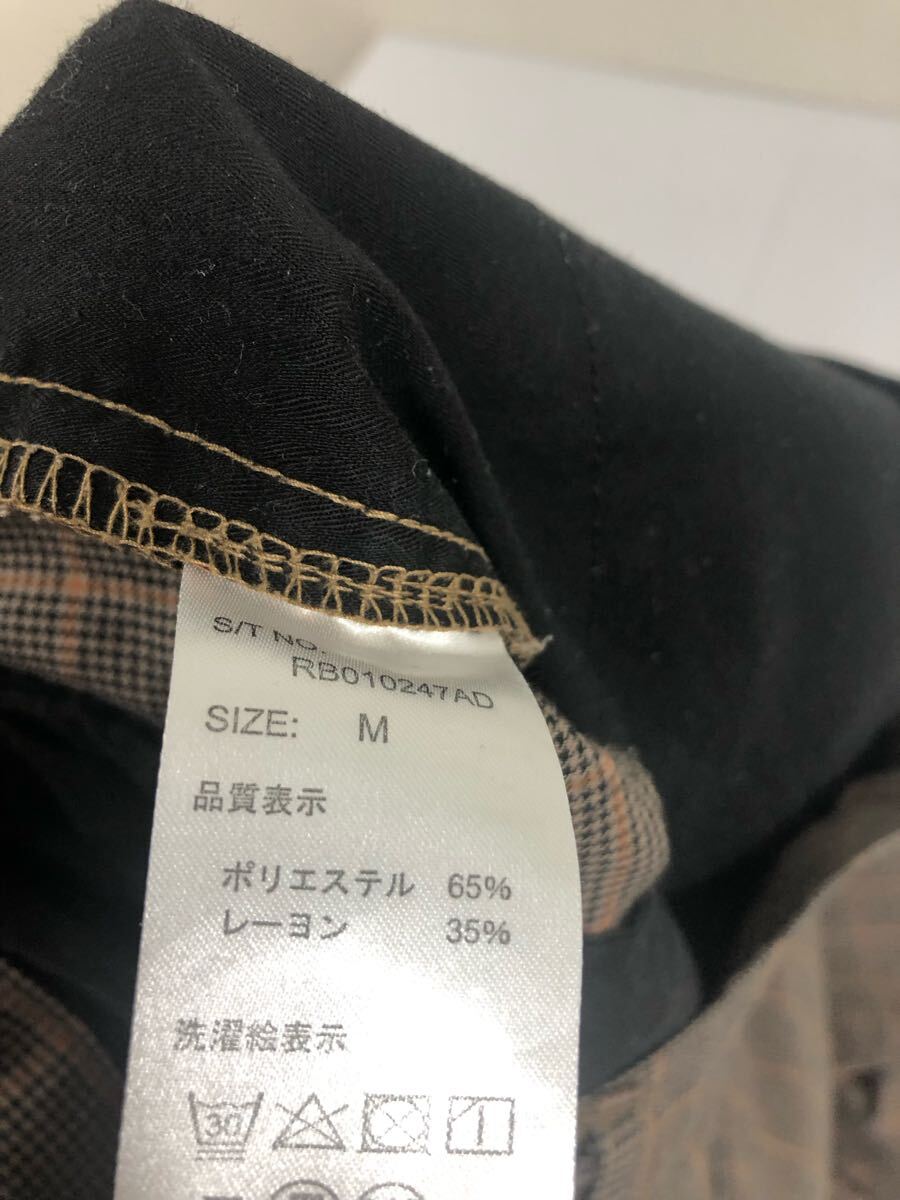 S/T NO.
RB010247AD
SIZE: M
品質表示
ポリエステル 65%
レーヨン 35%
洗濯絵表示
30